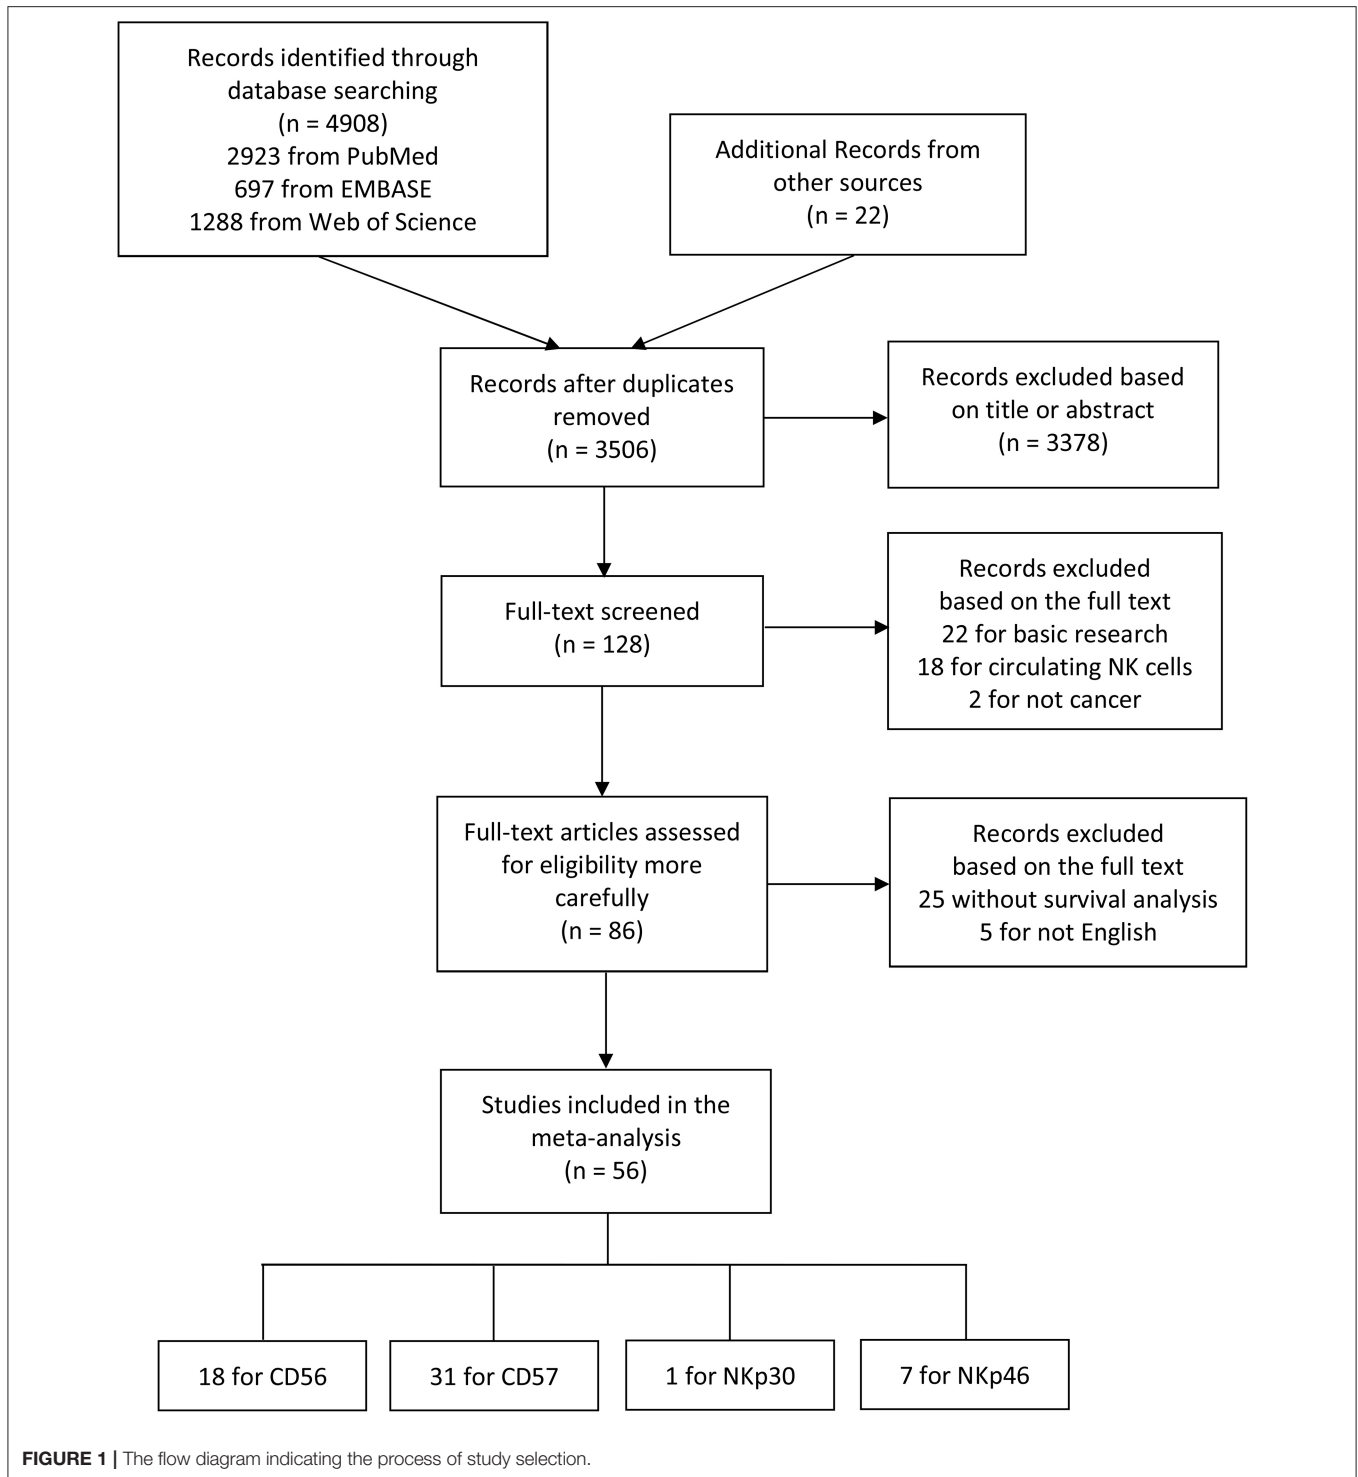 Records identified through
database searching
(n = 4908)
2923 from PubMed
697 from EMBASE
1288 from Web of Science
Additional Records from
other sources
(n = 22)
Records after duplicates
removed
(n = 3506)
Records excluded based
on title or abstract
(n = 3378)
Full-text screened
(n = 128)
Records excluded
based on the full text
22 for basic research
18 for circulating NK cells
2 for not cancer
Full-text articles assessed
for eligibility more
carefully
(n = 86)
Records excluded
based on the full text
25 without survival analysis
5 for not English
Studies included in the
meta-analysis
(n = 56)
18 for CD56
31 for CD57
1 for NKp30
7 for NKp46
FIGURE 1 | The flow diagram indicating the process of study selection.